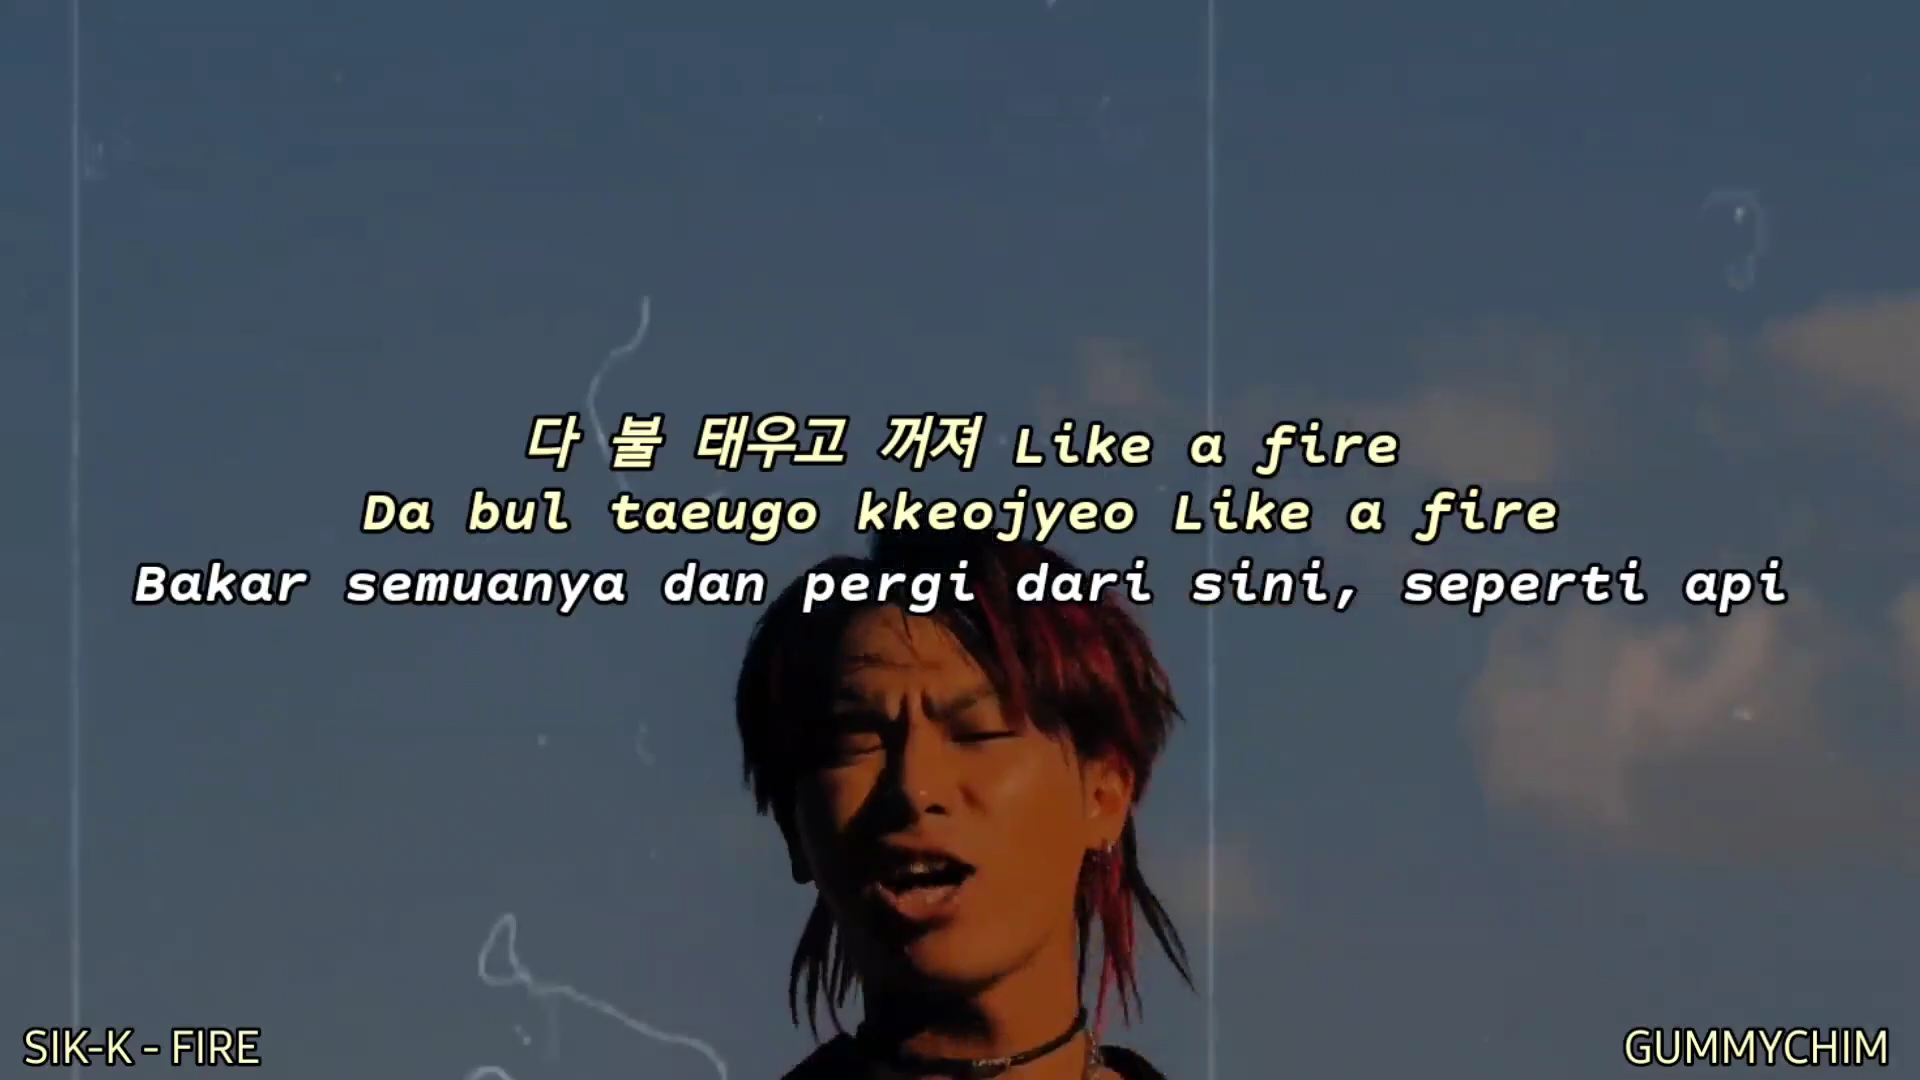 다 불 태우고 꺼져 Like a fire
Da bul taeugo kkeojyeo Like a fire
Bakar semuanya dan pergi dari sini, seperti api
SIK-K - FIRE
GUMMYCHIM